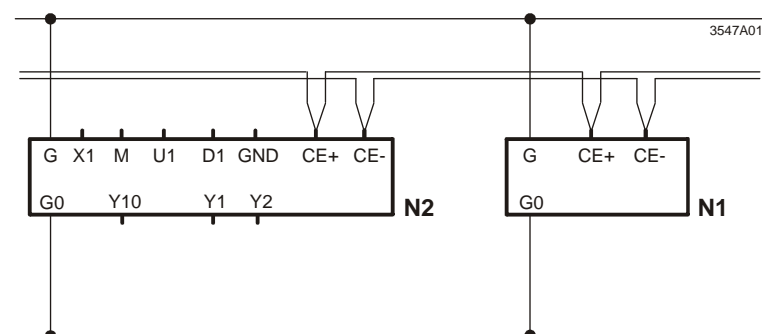 3547A01
G X1 M U1 D1 GND CE+ CE-
G CE+ CE-
G0 Y10 Y1 Y2
N2
G0
N1